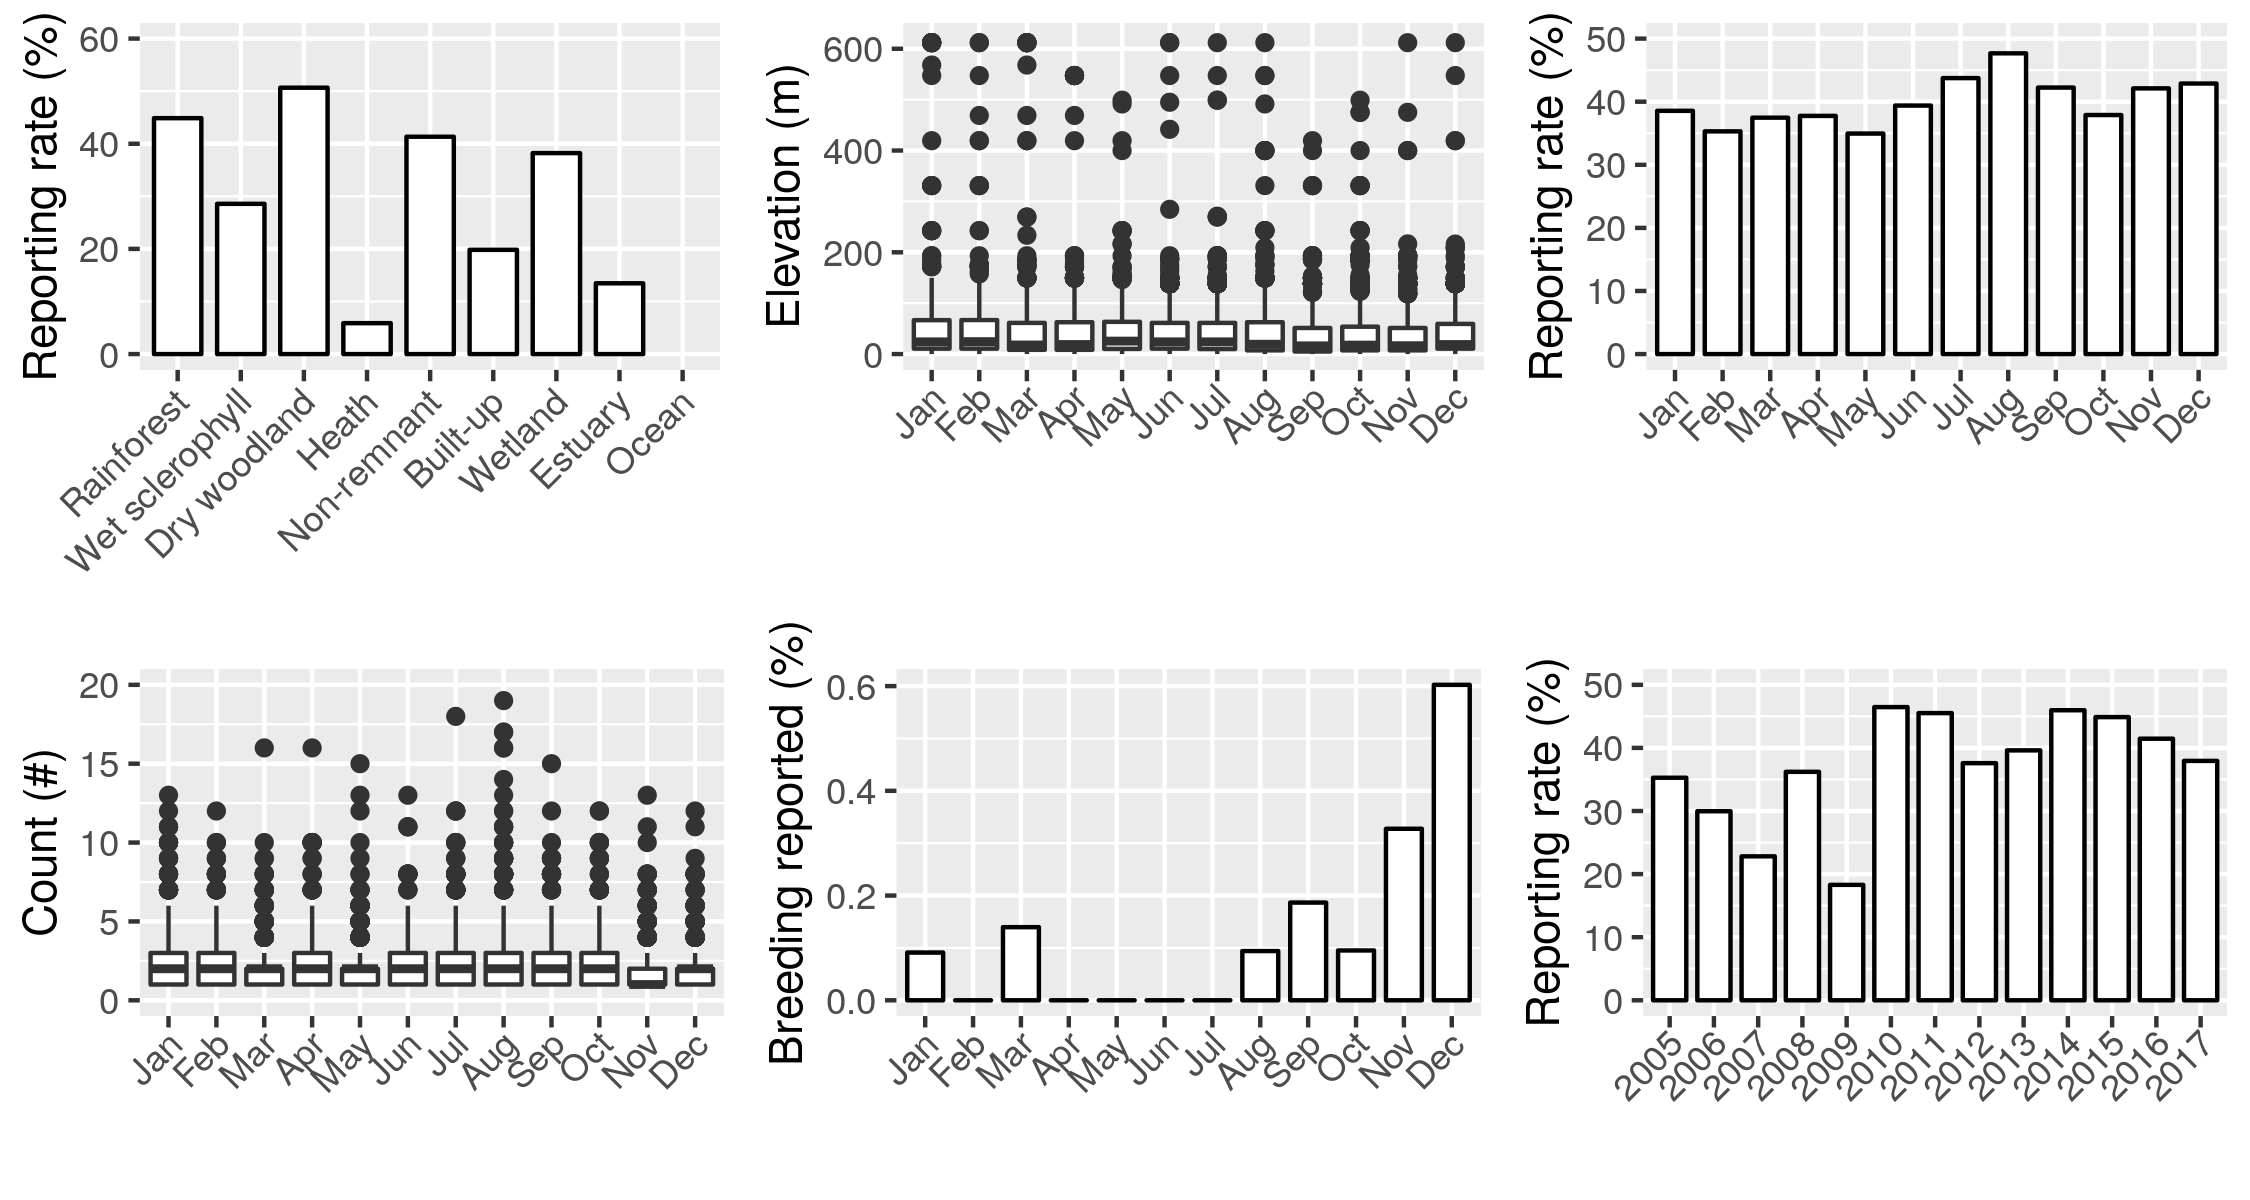 Reporting rate (%)
60
40
20
0
Rainforest
Wet sclerophyll
Dry woodland
Heath
Non-remnant
Built-up
Wetland
Estuary
Ocean
Elevation (m)
600
400
200
0
Jan
Feb
Mar
Apr
May
Jun
Jul
Aug
Sep
Oct
Nov
Dec
Reporting rate (%)
50
40
30
20
10
0
Jan
Feb
Mar
Apr
May
Jun
Jul
Aug
Sep
Oct
Nov
Dec
Count (#)
20
15
10
5
0
Jan
Feb
Mar
Apr
May
Jun
Jul
Aug
Sep
Oct
Nov
Dec
Breeding reported (%)
0.6
0.4
0.2
0.0
Jan
Feb
Mar
Apr
May
Jun
Jul
Aug
Sep
Oct
Nov
Dec
Reporting rate (%)
50
40
30
20
10
0
2005
2006
2007
2008
2009
2010
2011
2012
2013
2014
2015
2016
2017